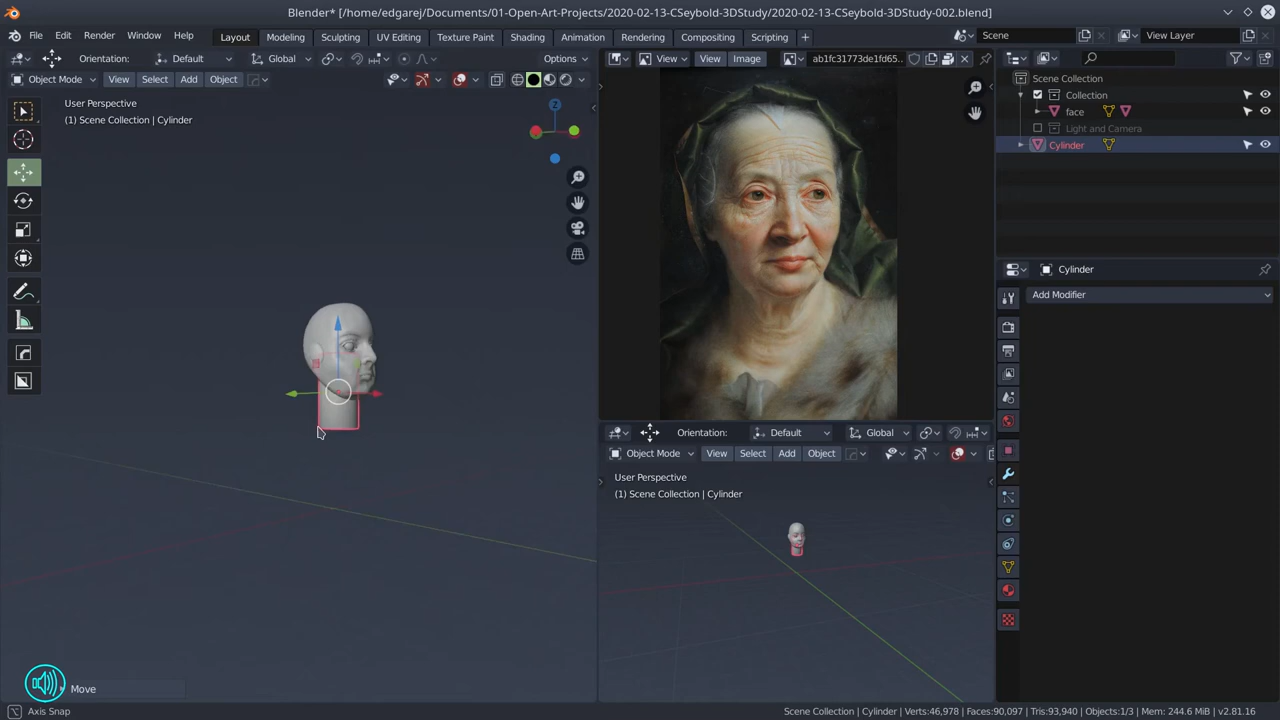 Blender* [/home/edgarej/Documents/01-Open-Art-Projects/2020-02-13-CSeybold-3DStudy/2020-02-13-CSeybold-3DStudy-002.blend]
File Edit Render Window Help Layout Modeling Sculpting UV Editing Texture Paint Shading Animation Rendering Compositing Scripting + Scene View Layer
Orientation: Default Global Options
View View Image ab1fc31773de1fd65..
Object Mode View Select Add Object
User Perspective
(1) Scene Collection | Cylinder
Z
Scene Collection
Collection
face
Light and Camera
Cylinder
Cylinder
Add Modifier
Orientation: Default Global
Object Mode View Select Add Object
User Perspective
(1) Scene Collection | Cylinder
Move
Axis Snap
Scene Collection | Cylinder | Verts:46,978 | Faces:90,097 | Tris:93,940 | Objects:1/3 | Mem: 244.6 MiB | v2.81.16